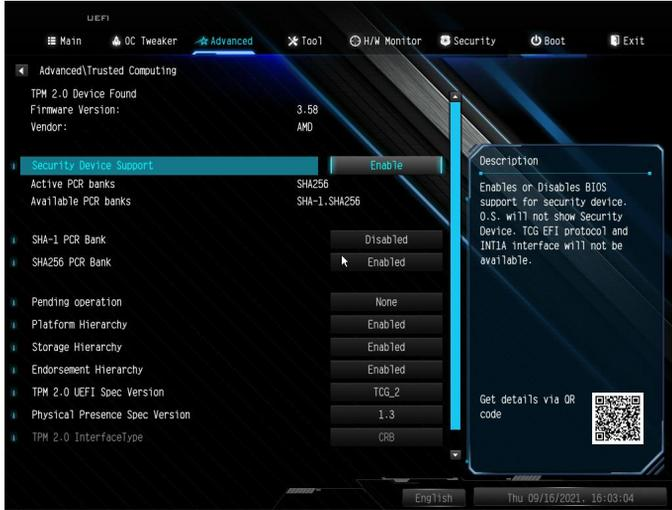 UEFI
Main OC Tweaker Advanced Tool H/W Monitor Security Boot Exit
Advanced\Trusted Computing
TPM 2.0 Device Found
Firmware Version: 3.58
Vendor: AMD
Security Device Support Enable
Active PCR banks SHA256
Available PCR banks SHA-1.SHA256
SHA-1 PCR Bank Disabled
SHA256 PCR Bank Enabled
Pending operation None
Platform Hierarchy Enabled
Storage Hierarchy Enabled
Endorsement Hierarchy Enabled
TPM 2.0 UEFI Spec Version TCG_2
Physical Presence Spec Version 1.3
TPM 2.0 InterfaceType CRB
Description
Enables or Disables BIOS
support for security device.
O.S. will not show Security
Device. TCG EFI protocol and
INT1A interface will not be
available.
Get details via QR
code
English Thu 09/16/2021, 16:03:04